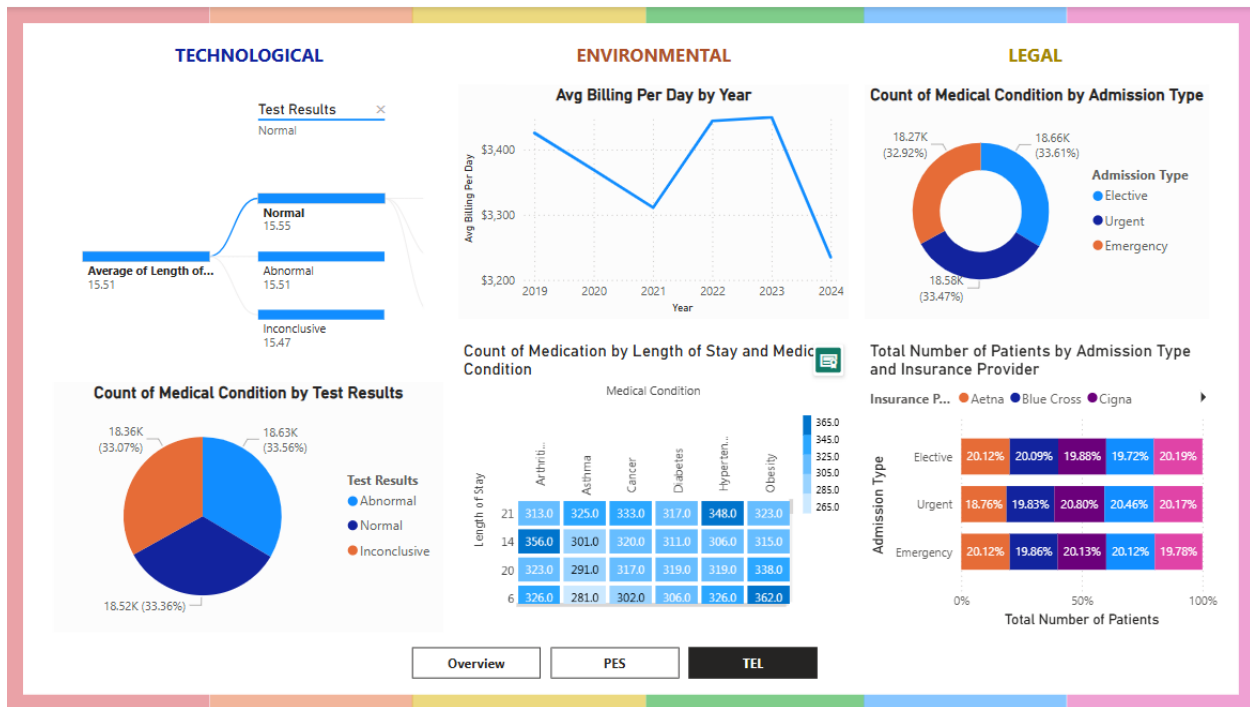 TECHNOLOGICAL
Test Results ×
Normal
Normal
15.55
Average of Length of...
15.51
Abnormal
15.51
Inconclusive
15.47
Count of Medical Condition by Test Results
18.36K
(33.07%)
18.63K
(33.56%)
18.52K (33.36%)
Test Results
Abnormal
Normal
Inconclusive
ENVIRONMENTAL
Avg Billing Per Day by Year
Avg Billing Per Day
$3,400
$3,300
$3,200
2019 2020 2021 2022 2023 2024
Year
Count of Medication by Length of Stay and Medic
Condition
Medical Condition
Arthriti... Asthma Cancer Diabetes Hyperten... Obesity
Length of Stay
21 313.0 325.0 333.0 317.0 348.0 323.0
14 356.0 301.0 320.0 311.0 306.0 315.0
20 323.0 291.0 317.0 319.0 319.0 338.0
6 326.0 281.0 302.0 306.0 326.0 362.0
365.0
345.0
325.0
305.0
285.0
265.0
LEGAL
Count of Medical Condition by Admission Type
18.27K
(32.92%)
18.66K
(33.61%)
18.58K
(33.47%)
Admission Type
Elective
Urgent
Emergency
Total Number of Patients by Admission Type
and Insurance Provider
Insurance P... Aetna Blue Cross Cigna
Admission Type
Elective 20.12% 20.09% 19.88% 19.72% 20.19%
Urgent 18.76% 19.83% 20.80% 20.46% 20.17%
Emergency 20.12% 19.86% 20.13% 20.12% 19.78%
0% 50% 100%
Total Number of Patients
Overview
PES
TEL